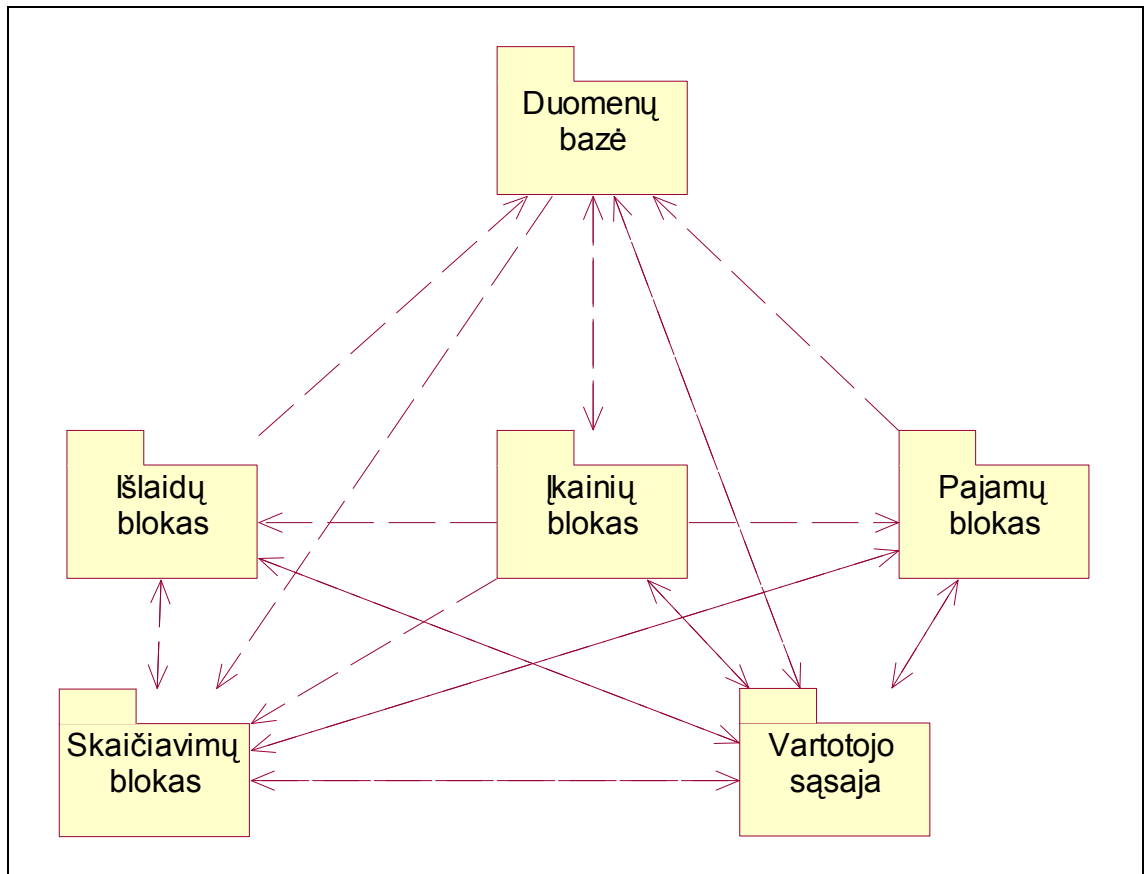 Duomenų
bazė
Išlaidų
blokas
Įkainių
blokas
Pajamų
blokas
Skaičiavimų
blokas
Vartotojo
sąsaja